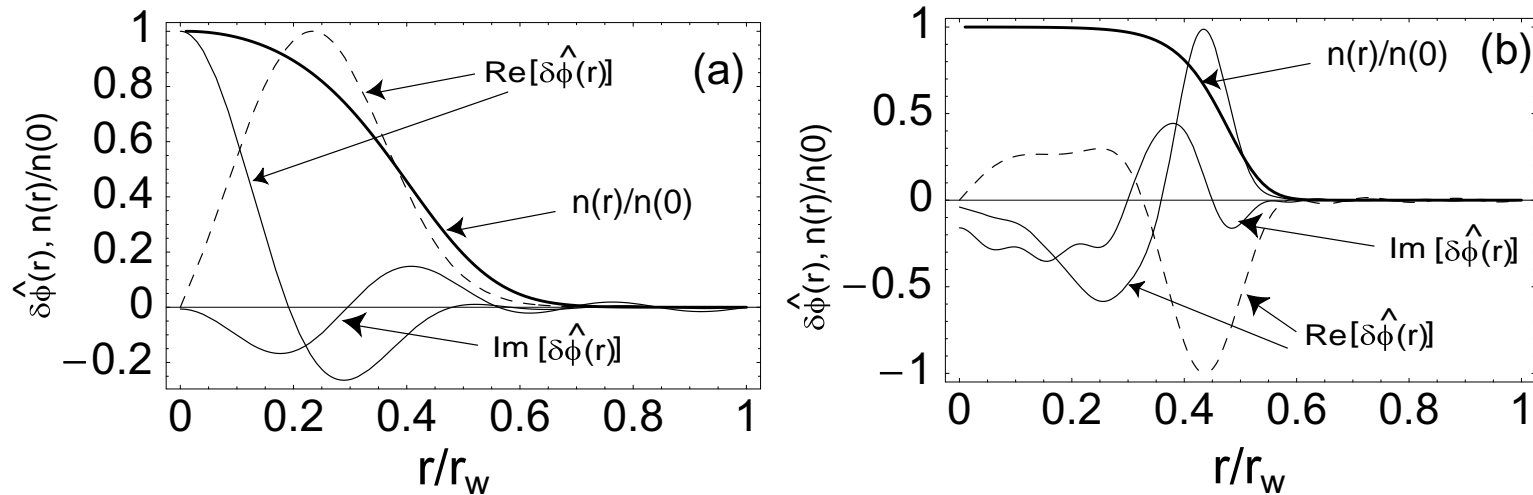 1
0.8
0.6
0.4
0.2
0
−0.2
δφ̂(r), n(r)/n(0)
Re[δφ̂(r)]
(a)
n(r)/n(0)
Im [δφ̂(r)]
0 0.2 0.4 0.6 0.8 1
r/r_w
1
0.5
0
−0.5
−1
δφ̂(r), n(r)/n(0)
n(r)/n(0)
(b)
Im[δφ̂(r)]
Re[δφ̂(r)]
0 0.2 0.4 0.6 0.8 1
r/r_w